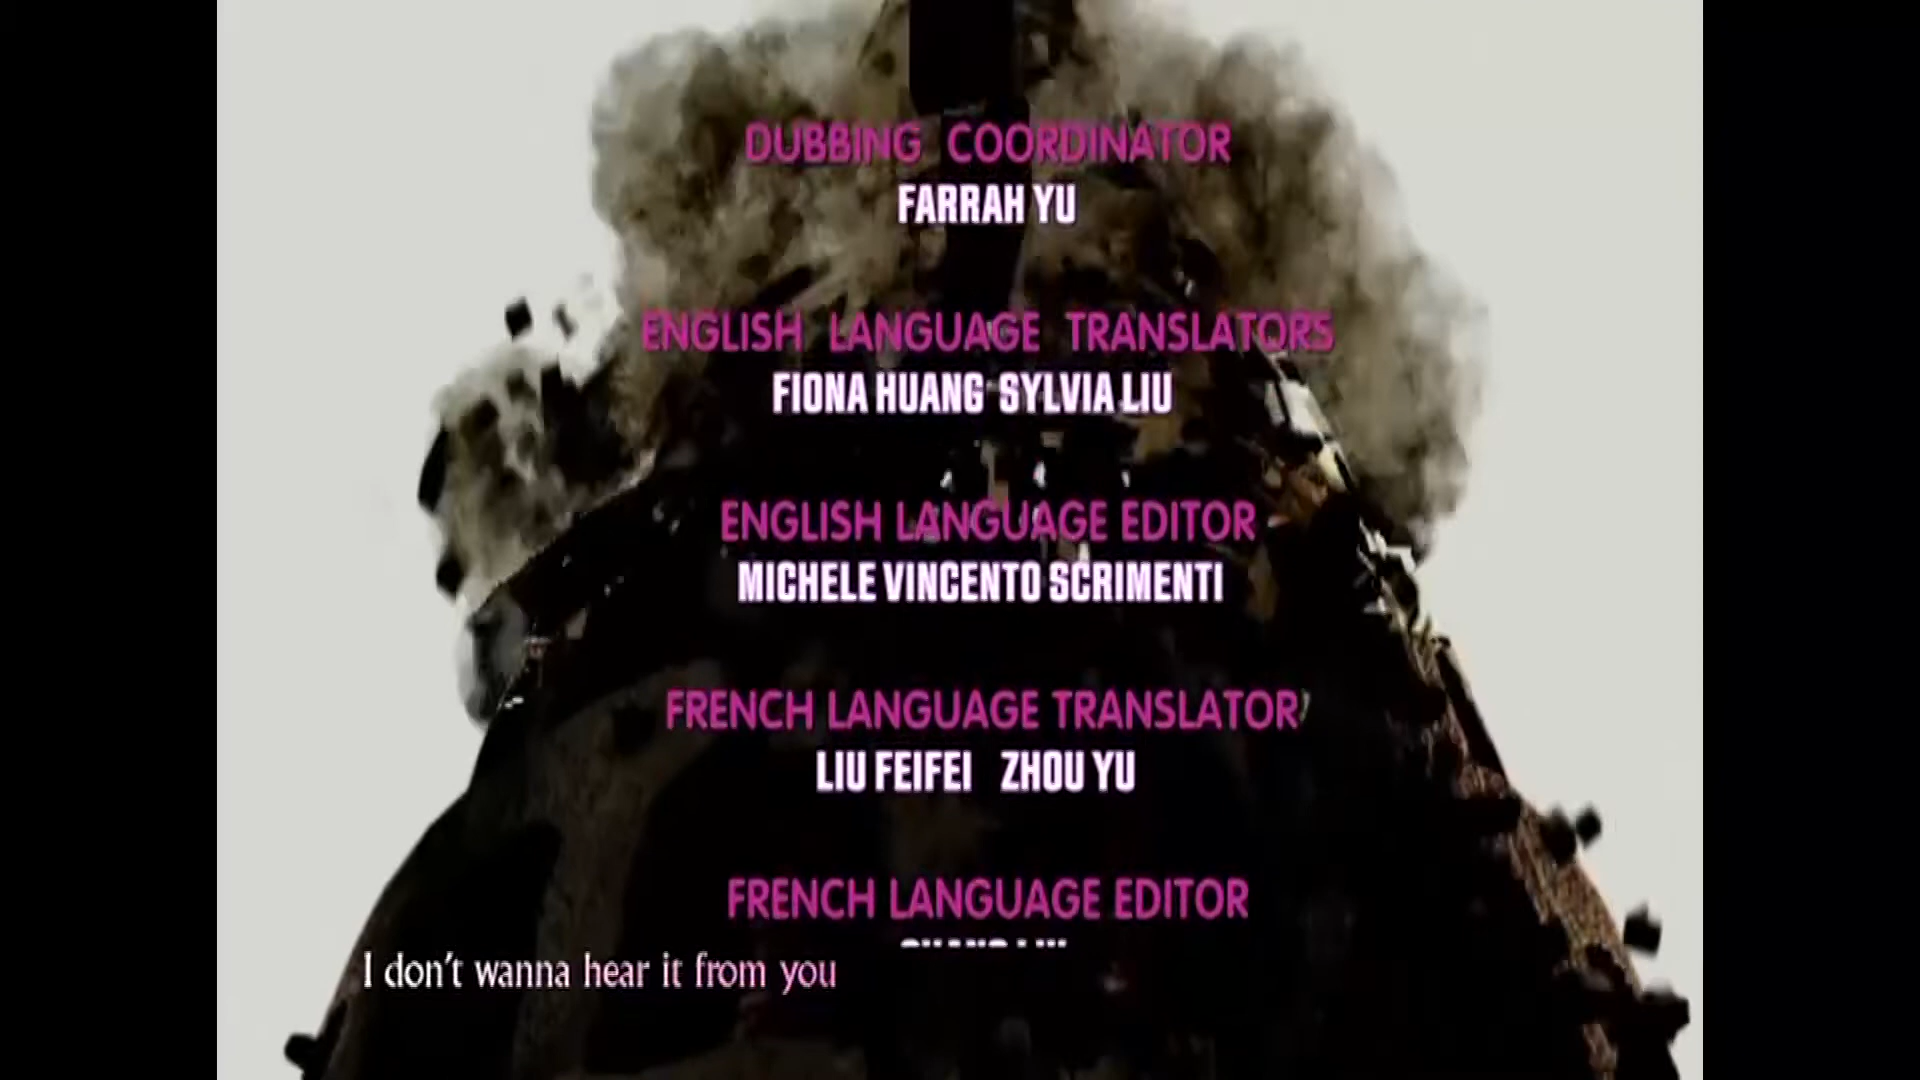 DUBBING COORDINATOR
FARRAH YU
ENGLISH LANGUAGE TRANSLATORS
FIONA HUANG SYLVIA LIU
ENGLISH LANGUAGE EDITOR
MICHELE VINCENTO SCRIMENTI
FRENCH LANGUAGE TRANSLATOR
LIU FEIFEI ZHOU YU
FRENCH LANGUAGE EDITOR
I don't wanna hear it from you